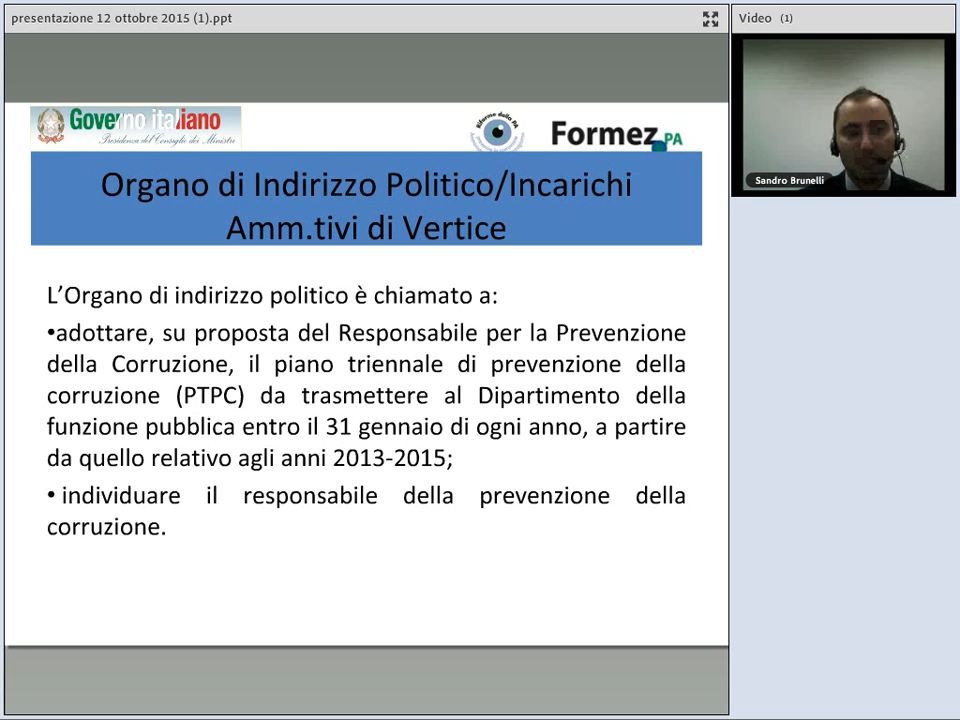 presentazione 12 ottobre 2015 (1).ppt
Video (1)
Governo italiano
Presidenza del Consiglio dei Ministri
Riforme della PA
Formez PA
Sandro Brunelli
Organo di Indirizzo Politico/Incarichi
Amm.tivi di Vertice
L’Organo di indirizzo politico è chiamato a:
•adottare, su proposta del Responsabile per la Prevenzione
della Corruzione, il piano triennale di prevenzione della
corruzione (PTPC) da trasmettere al Dipartimento della
funzione pubblica entro il 31 gennaio di ogni anno, a partire
da quello relativo agli anni 2013-2015;
• individuare il responsabile della prevenzione della
corruzione.